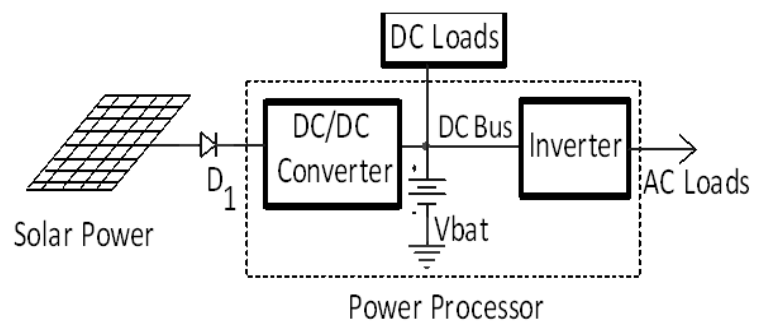 DC Loads
DC/DC
Converter
DC Bus
Inverter
D1
AC Loads
Solar Power
+
-
Vbat
Power Processor